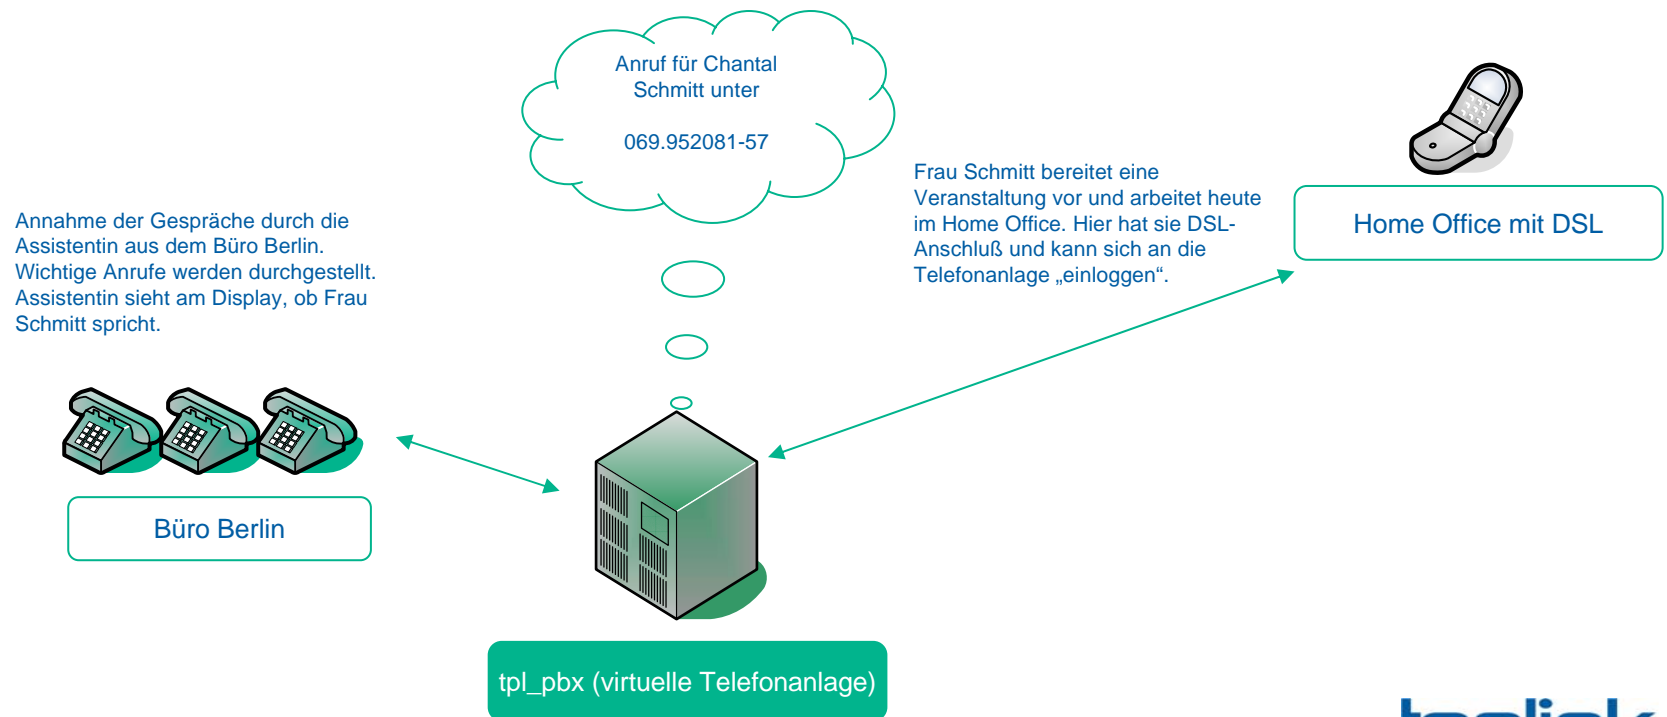 Anruf für Chantal
Schmitt unter
069.952081-57
Frau Schmitt bereitet eine
Veranstaltung vor und arbeitet heute
im Home Office. Hier hat sie DSL-
Anschluß und kann sich an die
Telefonanlage „einloggen“.
Home Office mit DSL
Annahme der Gespräche durch die
Assistentin aus dem Büro Berlin.
Wichtige Anrufe werden durchgestellt.
Assistentin sieht am Display, ob Frau
Schmitt spricht.
Büro Berlin
tpl_pbx (virtuelle Telefonanlage)